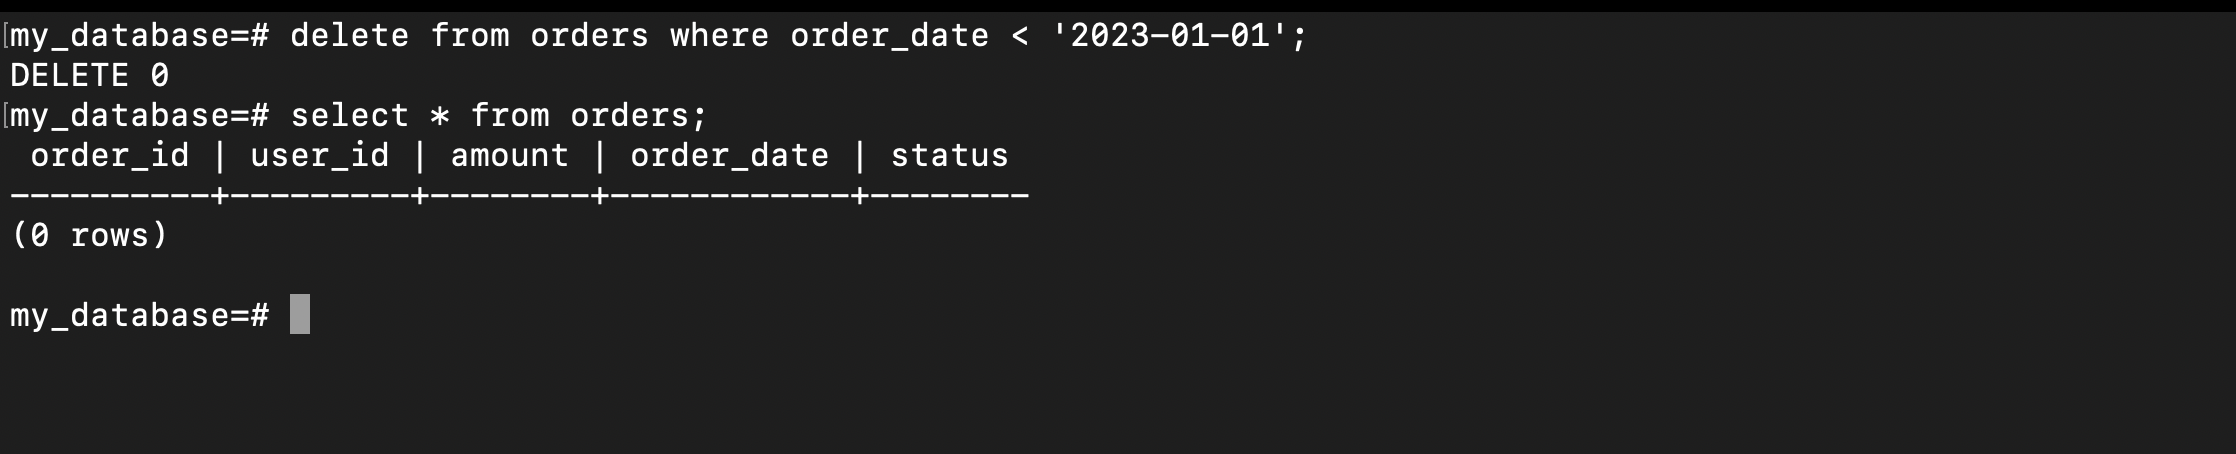 my_database=# delete from orders where order_date < '2023-01-01';
DELETE 0
my_database=# select * from orders;
 order_id | user_id | amount | order_date | status
----------+---------+--------+------------+--------
(0 rows)

my_database=#